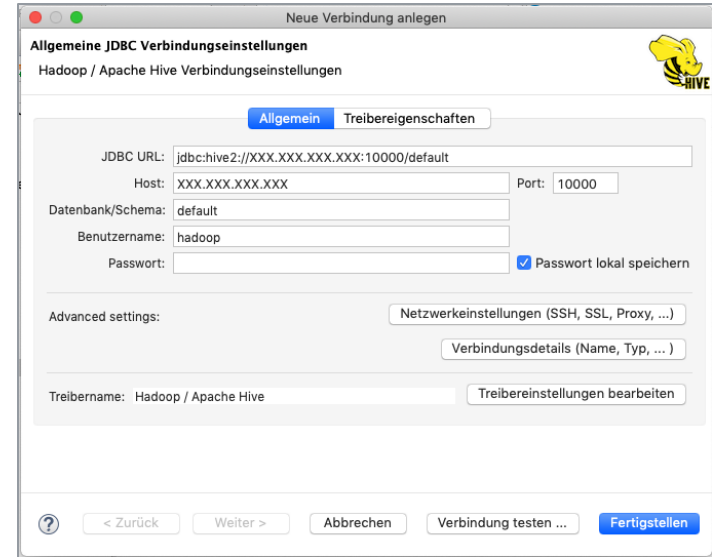 Neue Verbindung anlegen
Allgemeine JDBC Verbindungseinstellungen
Hadoop / Apache Hive Verbindungseinstellungen
HIVE
Allgemein Treibereigenschaften
JDBC URL: jdbc:hive2://XXX.XXX.XXX.XXX:10000/default
Host: XXX.XXX.XXX.XXX Port: 10000
Datenbank/Schema: default
Benutzername: hadoop
Passwort: Passwort lokal speichern
Advanced settings: Netzwerkeinstellungen (SSH, SSL, Proxy, ...)
Verbindungsdetails (Name, Typ, ... )
Treibername: Hadoop / Apache Hive Treibereinstellungen bearbeiten
? < Zurück Weiter > Abbrechen Verbindung testen ... Fertigstellen